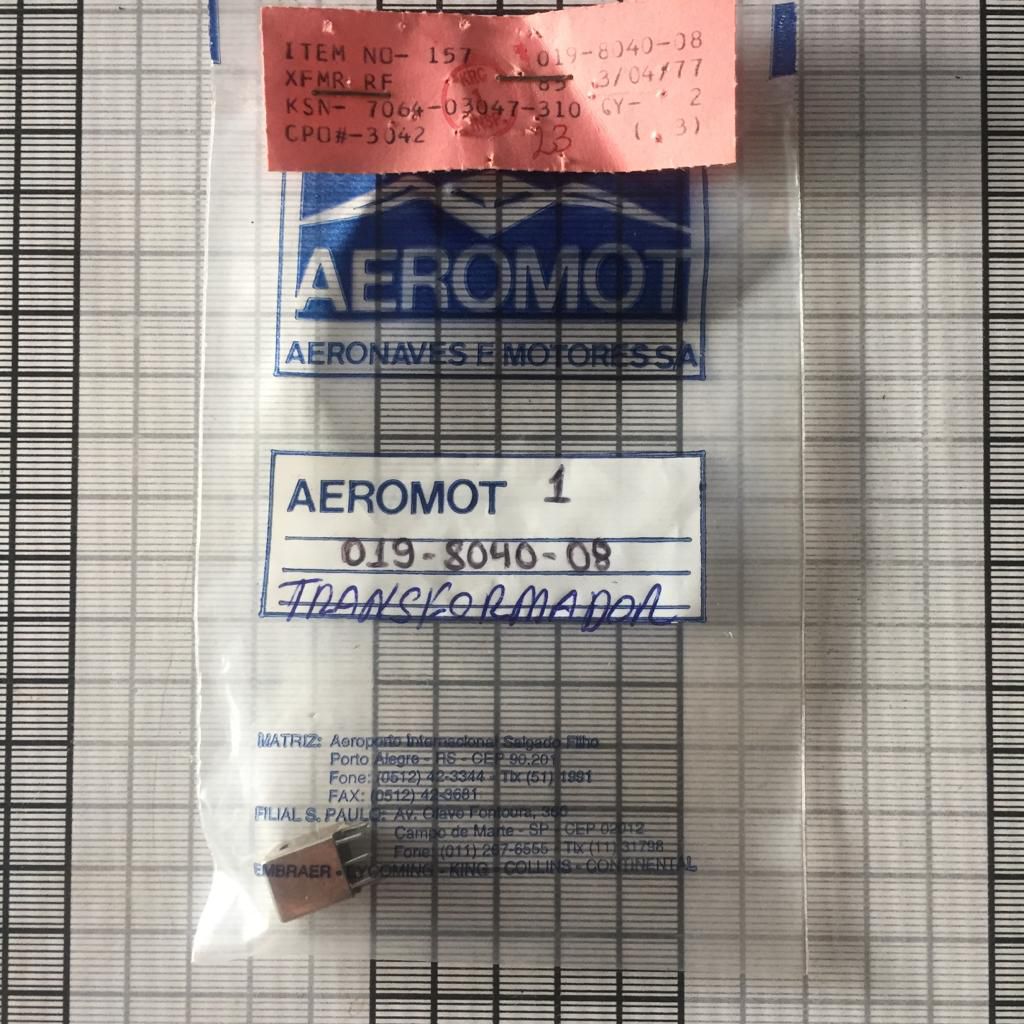 ITEM NO- 157 019-8040-08
XFMR RF 85 3/04/77
KSN- 7064-03047-310 GY- 2
CPO#-3042 23 ( . 3)
AEROMOT
AERONAVES E MOTORES SA
AEROMOT 1
019-8040-08
TRANSFORMADOR
MATRIZ: Aeroporto Internacional Salgado Filho
Porto Alegre - RS - CEP 90.201
Fone: (0512) 42-3344 - Tlx (51) 1991
FAX: (0512) 42-3681
FILIAL S. PAULO: Av. Olavo Fontoura, 360
Campo de Marte - SP - CEP 02012
Fone: (011) 267-6555 Tlx (11) 31798
EMBRAER - LYCOMING - KING - COLLINS - CONTINENTAL